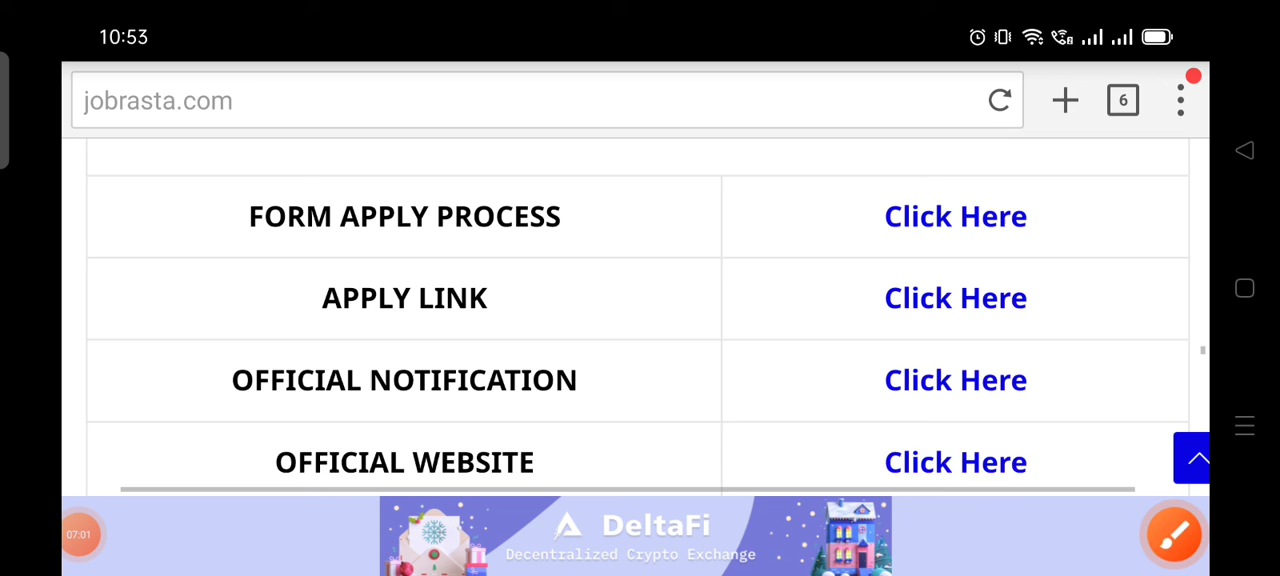 10:53
jobrasta.com
6
FORM APPLY PROCESS Click Here
APPLY LINK Click Here
OFFICIAL NOTIFICATION Click Here
OFFICIAL WEBSITE Click Here
DeltaFi
Decentralized Crypto Exchange
07:01